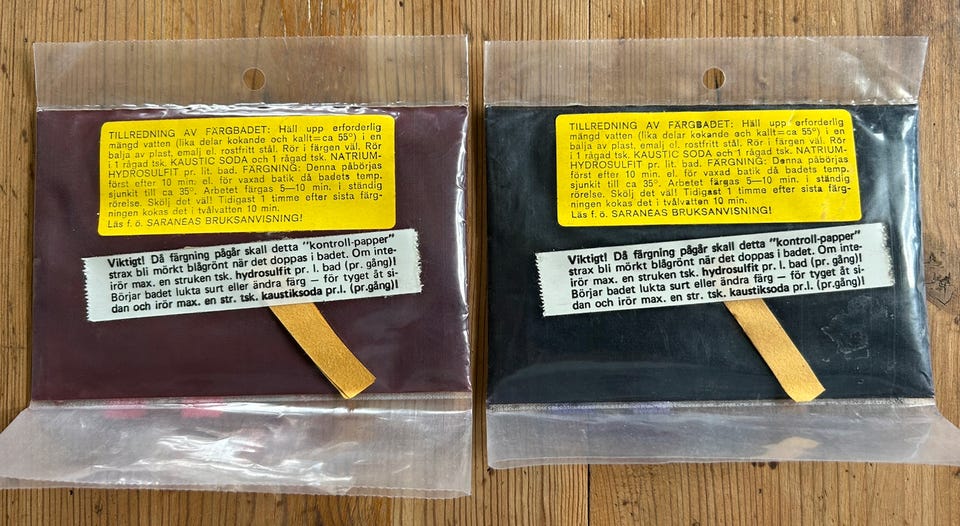 TILLREDNING AV FÄRGBADET: Häll upp erforderlig
mängd vatten (lika delar kokande och kallt=ca 55°) i en
balja av plast, emalj el. rostfritt stål. Rör i färgen väl. Rör
i 1 rågad tsk. KAUSTIC SODA och 1 rågad tsk. NATRIUM-
HYDROSULFIT pr. lit. bad. FÄRGNING: Denna påbörjas
först efter 10 min. el. för vaxad batik då badets temp.
sjunkit till ca 35°. Arbetet färgas 5—10 min. i ständig
rörelse. Skölj det väl! Tidigast 1 timme efter sista färg-
ningen kokas det i tvålvatten 10 min.
Läs f. ö. SARANEAS BRUKSANVISNING!
Viktigt! Då färgning pågår skall detta "kontroll-papper"
strax bli mörkt blågrönt när det doppas i badet. Om inte-
irör max. en struken tsk. hydrosulfit pr. l. bad (pr. gång)!
Börjar badet lukta surt eller ändra färg — för tyget åt si-
dan och irör max. en str. tsk. kaustiksoda pr.l. (pr.gång)!
TILLREDNING AV FÄRGBADET: Häll upp erforderlig
mängd vatten (lika delar kokande och kallt=ca 55°) i en
balja av plast, emalj el. rostfritt stål. Rör i färgen väl. Rör
i 1 rågad tsk. KAUSTIC SODA och 1 rågad tsk. NATRIUM-
HYDROSULFIT pr. lit. bad. FÄRGNING: Denna påbörjas
först efter 10 min. el. för vaxad batik då badets temp.
sjunkit till ca 35°. Arbetet färgas 5—10 min. i ständig
rörelse. Skölj det väl! Tidigast 1 timme efter sista färg-
ningen kokas det i tvålvatten 10 min.
Läs f. ö. SARANEAS BRUKSANVISNING!
Viktigt! Då färgning pågår skall detta "kontroll-papper"
strax bli mörkt blågrönt när det doppas i badet. Om inte-
irör max. en struken tsk. hydrosulfit pr. l. bad (pr. gång)!
Börjar badet lukta surt eller ändra färg — för tyget åt si-
dan och irör max. en str. tsk. kaustiksoda pr.l. (pr.gång)!